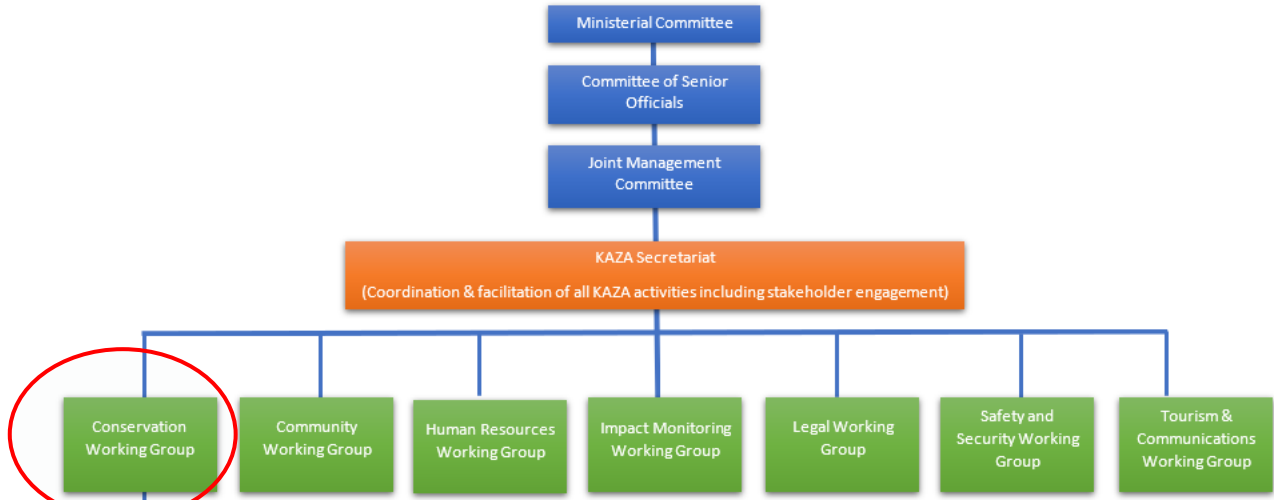 Ministerial Committee
Committee of Senior
Officials
Joint Management
Committee
KAZA Secretariat
(Coordination & facilitation of all KAZA activities including stakeholder engagement)
Conservation
Working Group
Community
Working Group
Human Resources
Working Group
Impact Monitoring
Working Group
Legal Working
Group
Safety and
Security Working
Group
Tourism &
Communications
Working Group